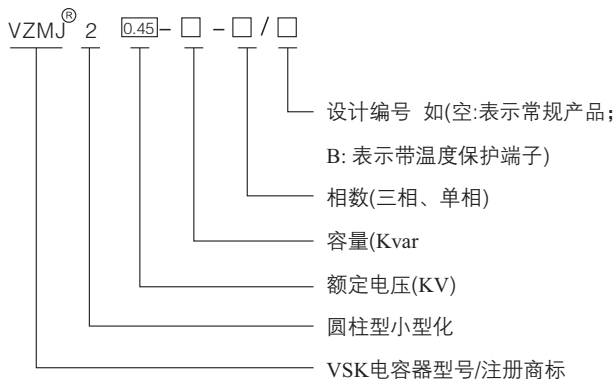 VZMJ® 2 0.45-□-□/□
设计编号 如(空:表示常规产品;
B: 表示带温度保护端子)
相数(三相、单相)
容量(Kvar
额定电压(KV)
圆柱型小型化
VSK电容器型号/注册商标